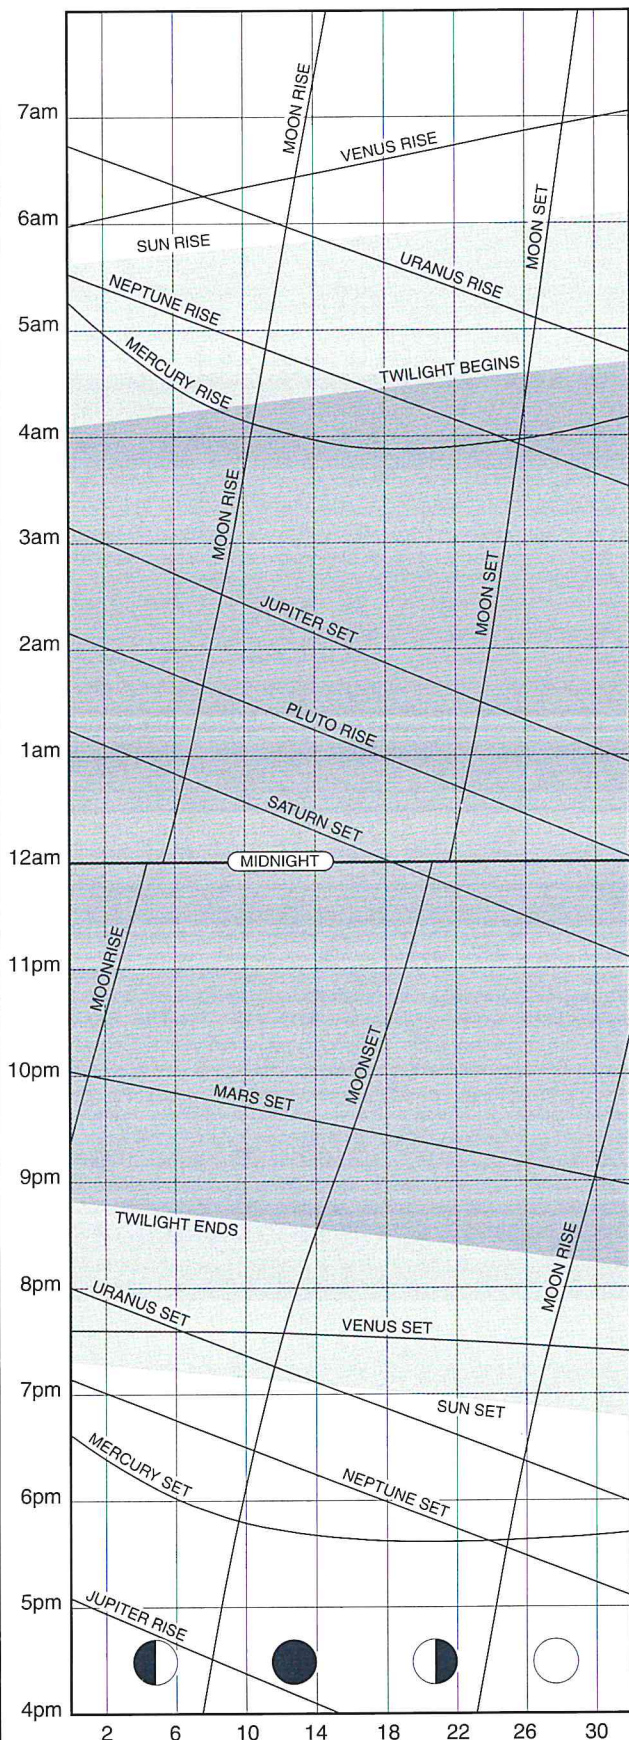 MOON RISE
7am
VENUS RISE
MOON SET
6am
SUN RISE
URANUS RISE
NEPTUNE RISE
5am
MERCURY RISE
TWILIGHT BEGINS
4am
MOON RISE
3am
MOON SET
JUPITER SET
2am
PLUTO RISE
1am
SATURN SET
12am
MIDNIGHT
MOONRISE
11pm
MOONSET
10pm
MARS SET
9pm
TWILIGHT ENDS
MOON RISE
8pm
URANUS SET
VENUS SET
7pm
SUN SET
MERCURY SET
NEPTUNE SET
6pm
5pm
JUPITER RISE
4pm
2 6 10 14 18 22 26 30